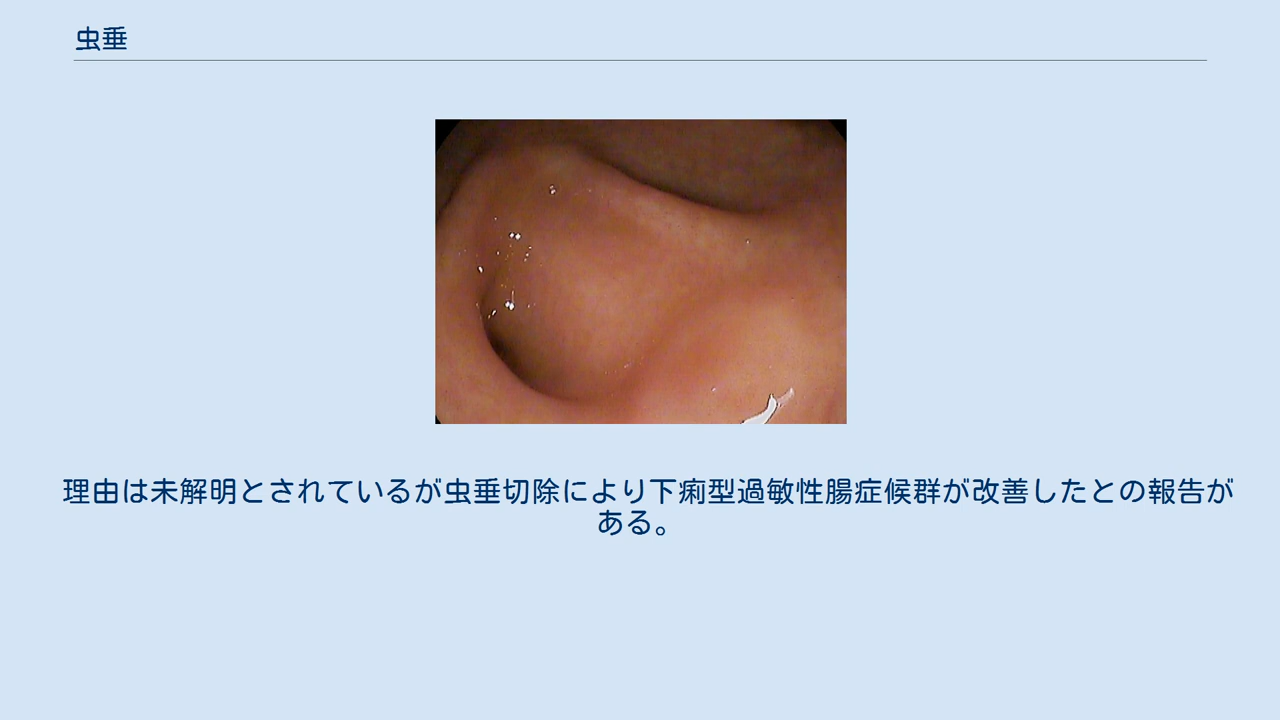 虫垂
理由は未解明とされているが虫垂切除により下痢型過敏性腸症候群が改善したとの報告が
ある。